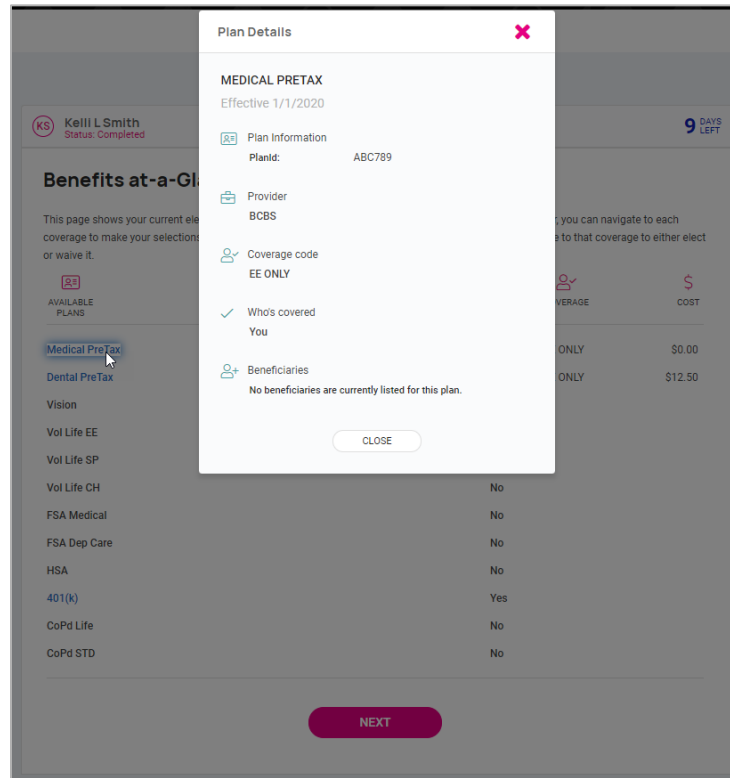 Plan Details
MEDICAL PRETAX
Effective 1/1/2020
Plan Information
PlanId: ABC789
Provider
BCBS
Coverage code
EE ONLY
Who's covered
You
Beneficiaries
No beneficiaries are currently listed for this plan.
CLOSE
KS Kelli L Smith
Status: Completed
9 DAYS
LEFT
Benefits at-a-Gl
This page shows your current ele , you can navigate to each
coverage to make your selections e to that coverage to either elect
or waive it.
AVAILABLE
PLANS
VERAGE
COST
Medical PreTax ONLY $0.00
Dental PreTax ONLY $12.50
Vision
Vol Life EE
Vol Life SP
Vol Life CH No
FSA Medical No
FSA Dep Care No
HSA No
401(k) Yes
CoPd Life No
CoPd STD No
NEXT